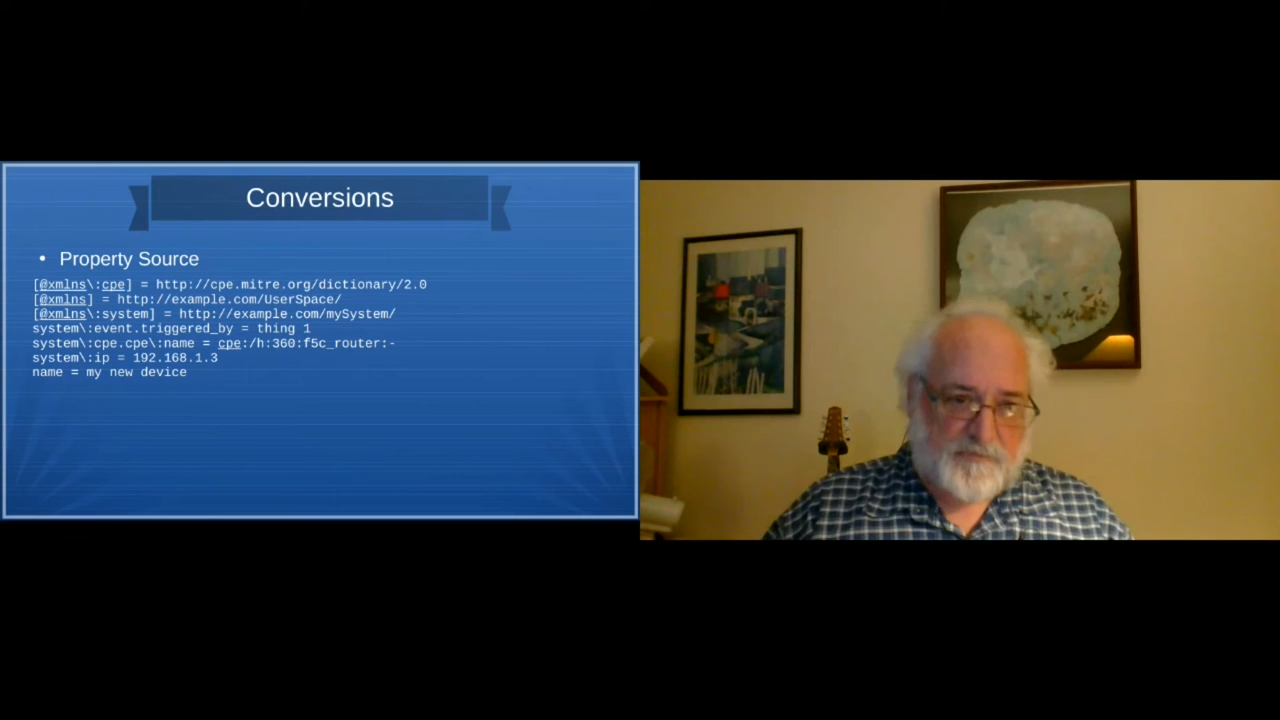 Conversions
• Property Source
[@xmlns\:cpe] = http://cpe.mitre.org/dictionary/2.0
[@xmlns] = http://example.com/UserSpace/
[@xmlns\:system] = http://example.com/mySystem/
system\:event.triggered_by = thing 1
system\:cpe.cpe\:name = cpe:/h:360:f5c_router:-
system\:ip = 192.168.1.3
name = my new device